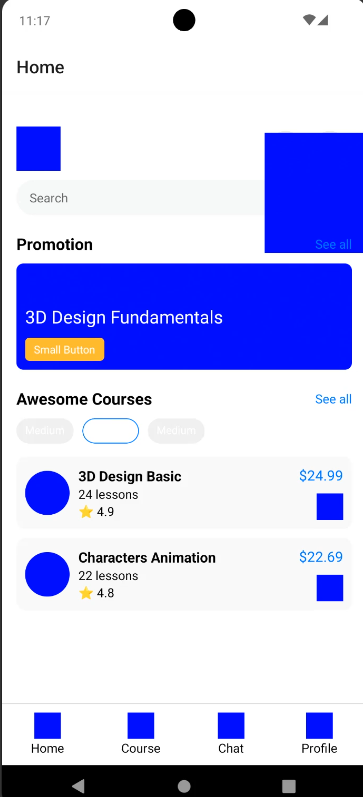 11:17
Home
Search
Promotion See all
3D Design Fundamentals
Small Button
Awesome Courses See all
Medium Medium
3D Design Basic $24.99
24 lessons
⭐ 4.9
Characters Animation $22.69
22 lessons
⭐ 4.8
Home Course Chat Profile